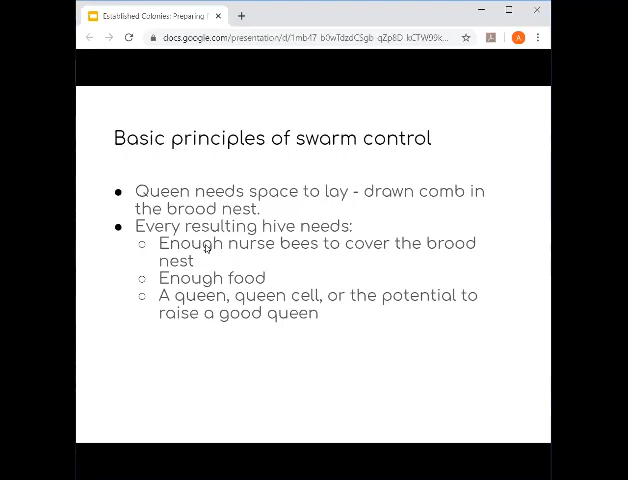 Established Colonies: Preparing
docs.google.com/presentation/d/1mb47-b0wTdzdCSgb-qZp8D_kCTW99k...
A
Basic principles of swarm control
● Queen needs space to lay - drawn comb in
the brood nest.
● Every resulting hive needs:
○ Enough nurse bees to cover the brood
nest
○ Enough food
○ A queen, queen cell, or the potential to
raise a good queen